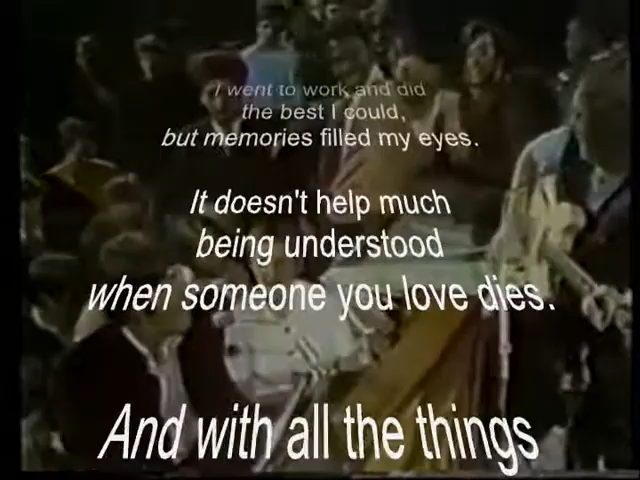 I went to work and did
the best I could,
but memories filled my eyes.
It doesn't help much
being understood
when someone you love dies.
And with all the things